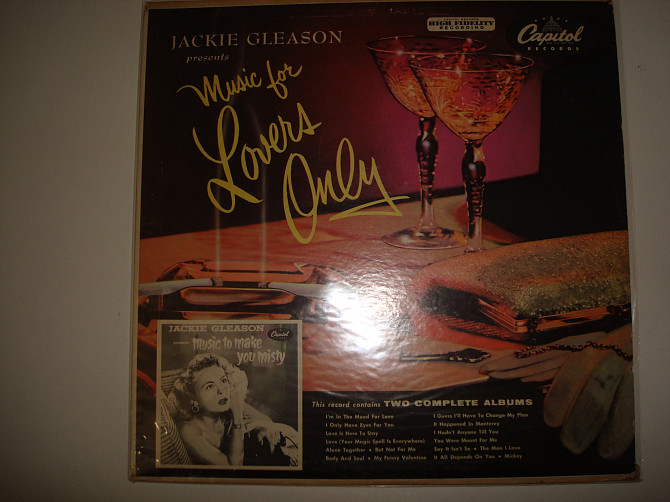 JACKIE GLEASON
presents
Music for
Lovers
Only
HIGH FIDELITY
RECORDING
Capitol
RECORDS
JACKIE GLEASON
Capitol
music to make
you misty
This record contains TWO COMPLETE ALBUMS
I'm In The Mood For Love
I Only Have Eyes For You
Love Is Here To Stay
Love (Your Magic Spell Is Everywhere)
Alone Together • But Not For Me
Body And Soul • My Funny Valentine
I Guess I'll Have To Change My Plan
It Happened In Monterey
I Hadn't Anyone Till You
You Were Meant For Me
Say It Isn't So • The Man I Love
It All Depends On You • Mickey